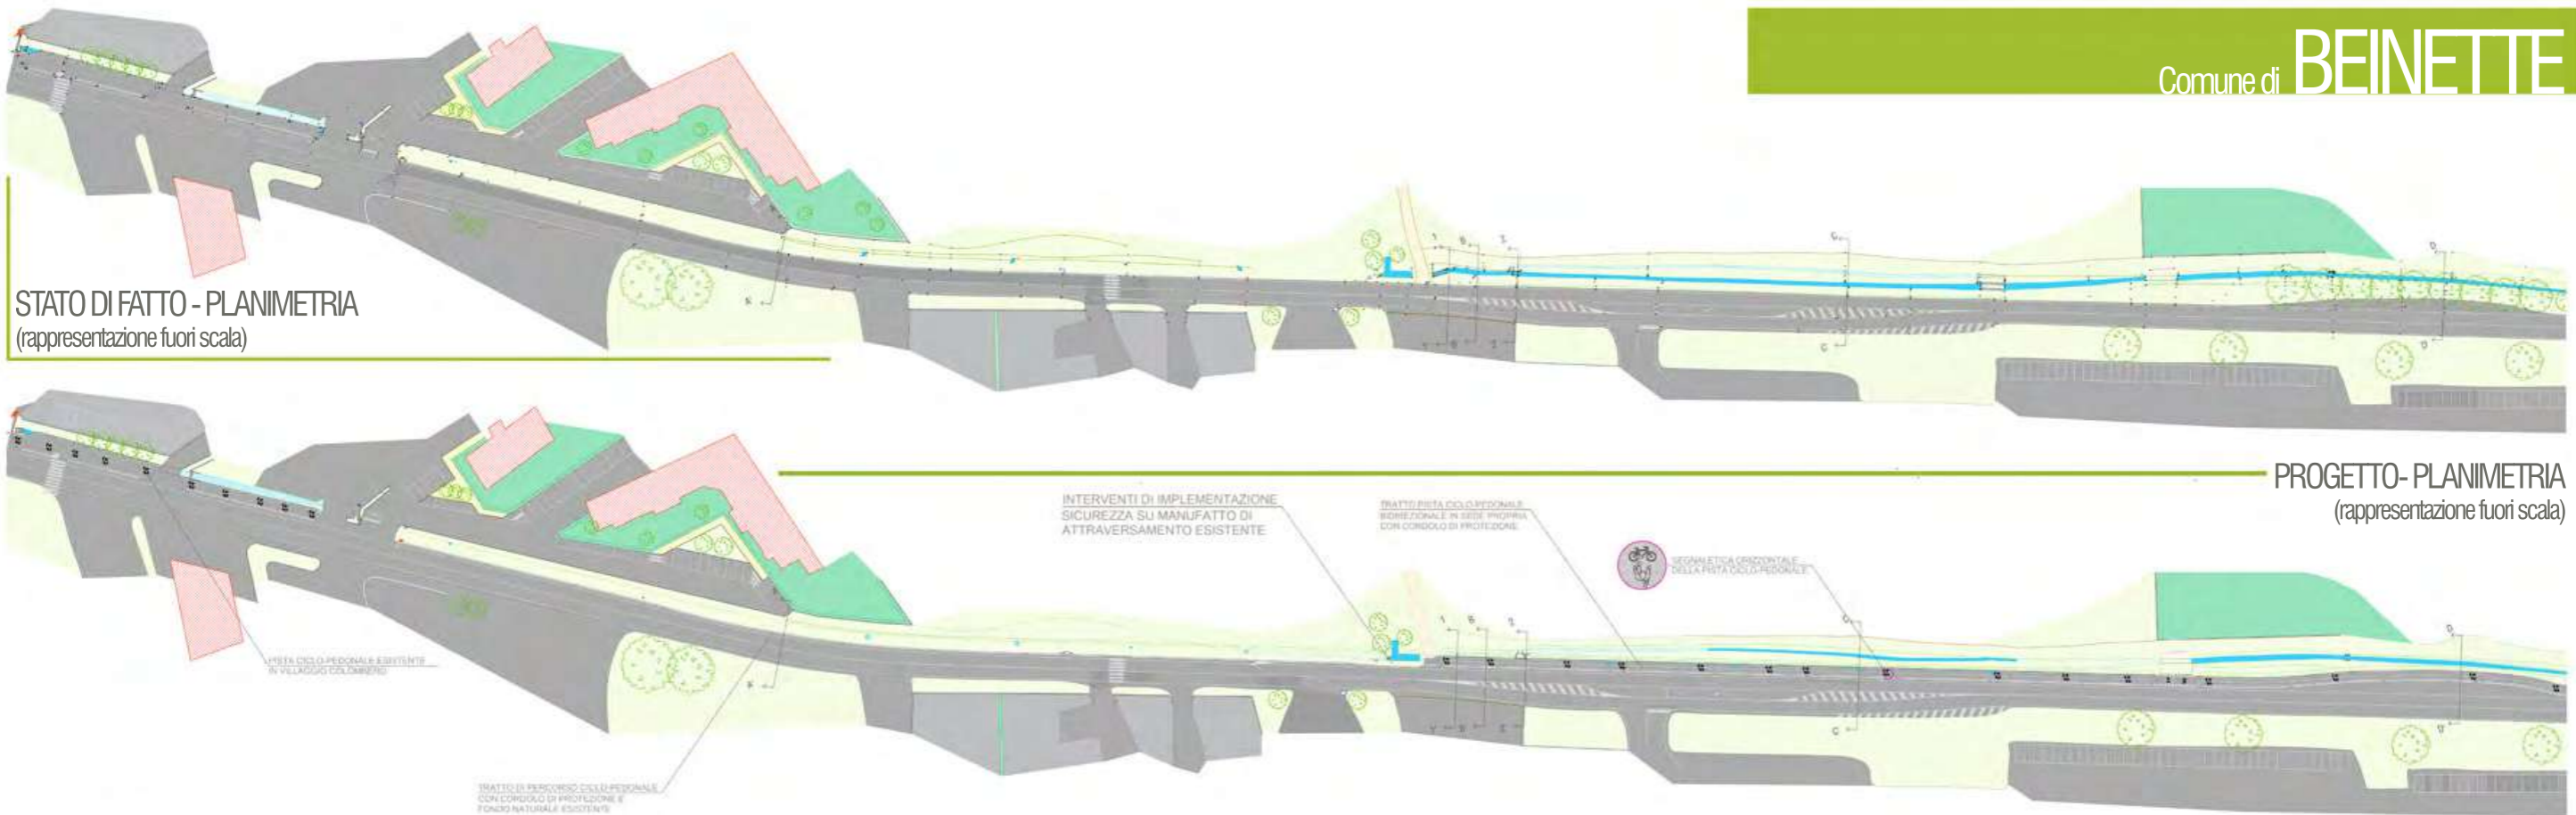 Comune di BEINETTE
STATO DI FATTO - PLANIMETRIA
(rappresentazione fuori scala)
PROGETTO- PLANIMETRIA
(rappresentazione fuori scala)
INTERVENTI DI IMPLEMENTAZIONE
SICUREZZA SU MANUFATTO DI
ATTRAVERSAMENTO ESISTENTE
TRATTO PISTA CICLO-PEDONALE
BIDIREZIONALE IN SEDE PROPRIA
CON CORDOLO DI PROTEZIONE
SEGNALETICA ORIZZONTALE
DELLA PISTA CICLO-PEDONALE
PISTA CICLO-PEDONALE ESISTENTE
IN VILLAGGIO COLOMBERO
TRATTO DI PERCORSO CICLO-PEDONALE
CON CORDOLO DI PROTEZIONE E
FONDO NATURALE ESISTENTE